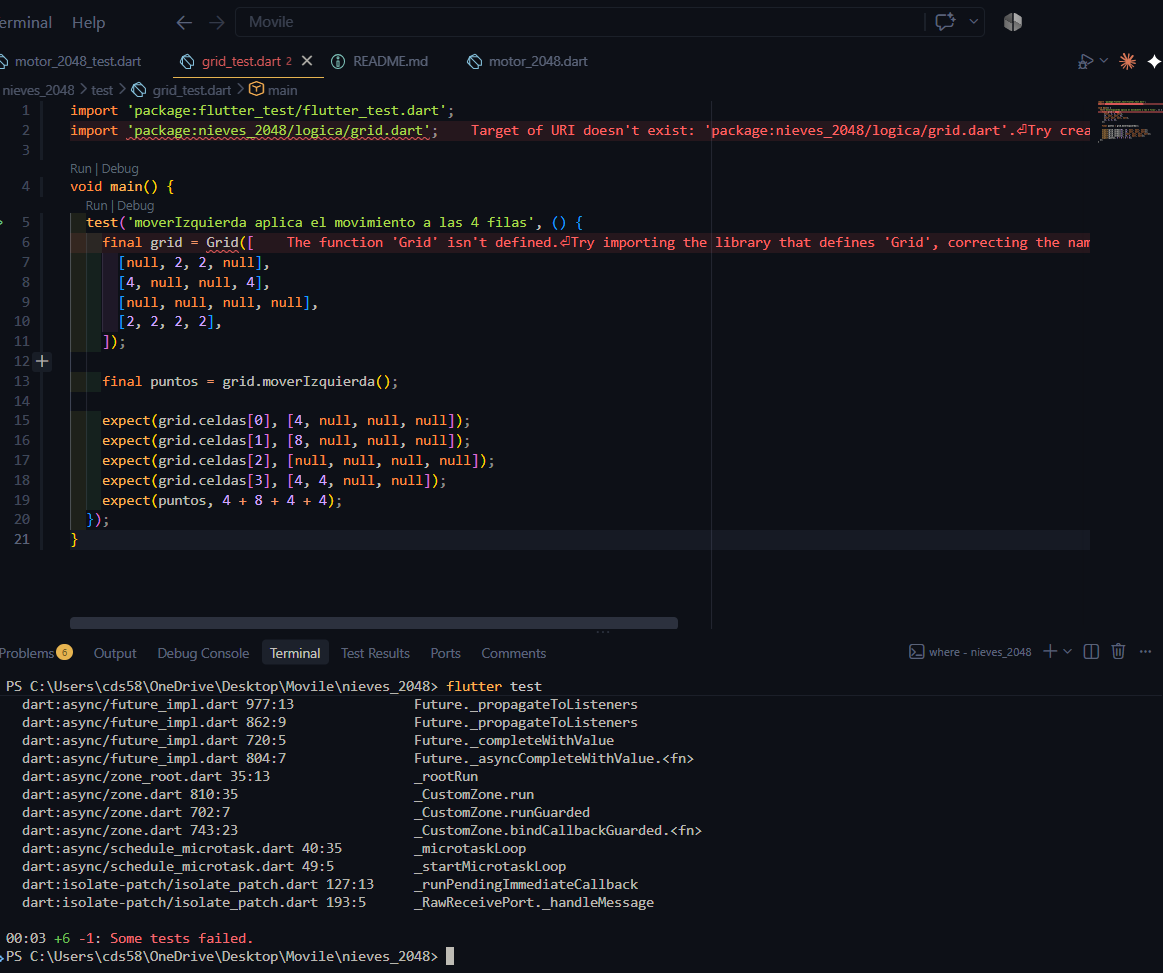 erminal Help Movile
motor_2048_test.dart grid_test.dart 2 README.md motor_2048.dart
nieves_2048 > test > grid_test.dart > main
1 import 'package:flutter_test/flutter_test.dart';
2 import 'package:nieves_2048/logica/grid.dart'; Target of URI doesn't exist: 'package:nieves_2048/logica/grid.dart'.⏎Try crea
3
Run | Debug
4 void main() {
Run | Debug
5 test('moverIzquierda aplica el movimiento a las 4 filas', () {
6 final grid = Grid([ The function 'Grid' isn't defined.⏎Try importing the library that defines 'Grid', correcting the nam
7 [null, 2, 2, null],
8 [4, null, null, 4],
9 [null, null, null, null],
10 [2, 2, 2, 2],
11 ]);
12
13 final puntos = grid.moverIzquierda();
14
15 expect(grid.celdas[0], [4, null, null, null]);
16 expect(grid.celdas[1], [8, null, null, null]);
17 expect(grid.celdas[2], [null, null, null, null]);
18 expect(grid.celdas[3], [4, 4, null, null]);
19 expect(puntos, 4 + 8 + 4 + 4);
20 });
21 }
Problems 6 Output Debug Console Terminal Test Results Ports Comments where - nieves_2048
PS C:\Users\cds58\OneDrive\Desktop\Movile\nieves_2048> flutter test
dart:async/future_impl.dart 977:13 Future._propagateToListeners
dart:async/future_impl.dart 862:9 Future._propagateToListeners
dart:async/future_impl.dart 720:5 Future._completeWithValue
dart:async/future_impl.dart 804:7 Future._asyncCompleteWithValue.<fn>
dart:async/zone_root.dart 35:13 _rootRun
dart:async/zone.dart 810:35 _CustomZone.run
dart:async/zone.dart 702:7 _CustomZone.runGuarded
dart:async/zone.dart 743:23 _CustomZone.bindCallbackGuarded.<fn>
dart:async/schedule_microtask.dart 40:35 _microtaskLoop
dart:async/schedule_microtask.dart 49:5 _startMicrotaskLoop
dart:isolate-patch/isolate_patch.dart 127:13 _runPendingImmediateCallback
dart:isolate-patch/isolate_patch.dart 193:5 _RawReceivePort._handleMessage
00:03 +6 -1: Some tests failed.
PS C:\Users\cds58\OneDrive\Desktop\Movile\nieves_2048>